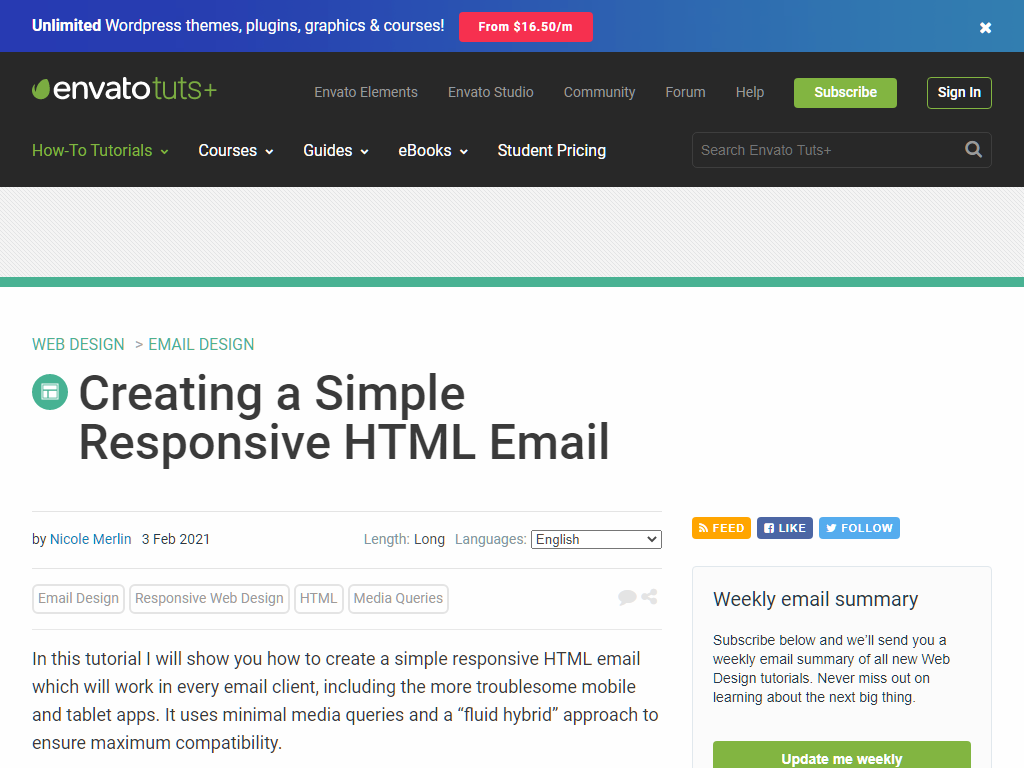 Unlimited Wordpress themes, plugins, graphics & courses! From $16.50/m
envatotuts+
Envato Elements Envato Studio Community Forum Help Subscribe Sign In
How-To Tutorials Courses Guides eBooks Student Pricing Search Envato Tuts+
WEB DESIGN > EMAIL DESIGN
Creating a Simple
Responsive HTML Email
by Nicole Merlin 3 Feb 2021 Length: Long Languages: English
Email Design Responsive Web Design HTML Media Queries
In this tutorial I will show you how to create a simple responsive HTML email
which will work in every email client, including the more troublesome mobile
and tablet apps. It uses minimal media queries and a “fluid hybrid” approach to
ensure maximum compatibility.
FEED LIKE FOLLOW
Weekly email summary
Subscribe below and we’ll send you a
weekly email summary of all new Web
Design tutorials. Never miss out on
learning about the next big thing.
Update me weekly